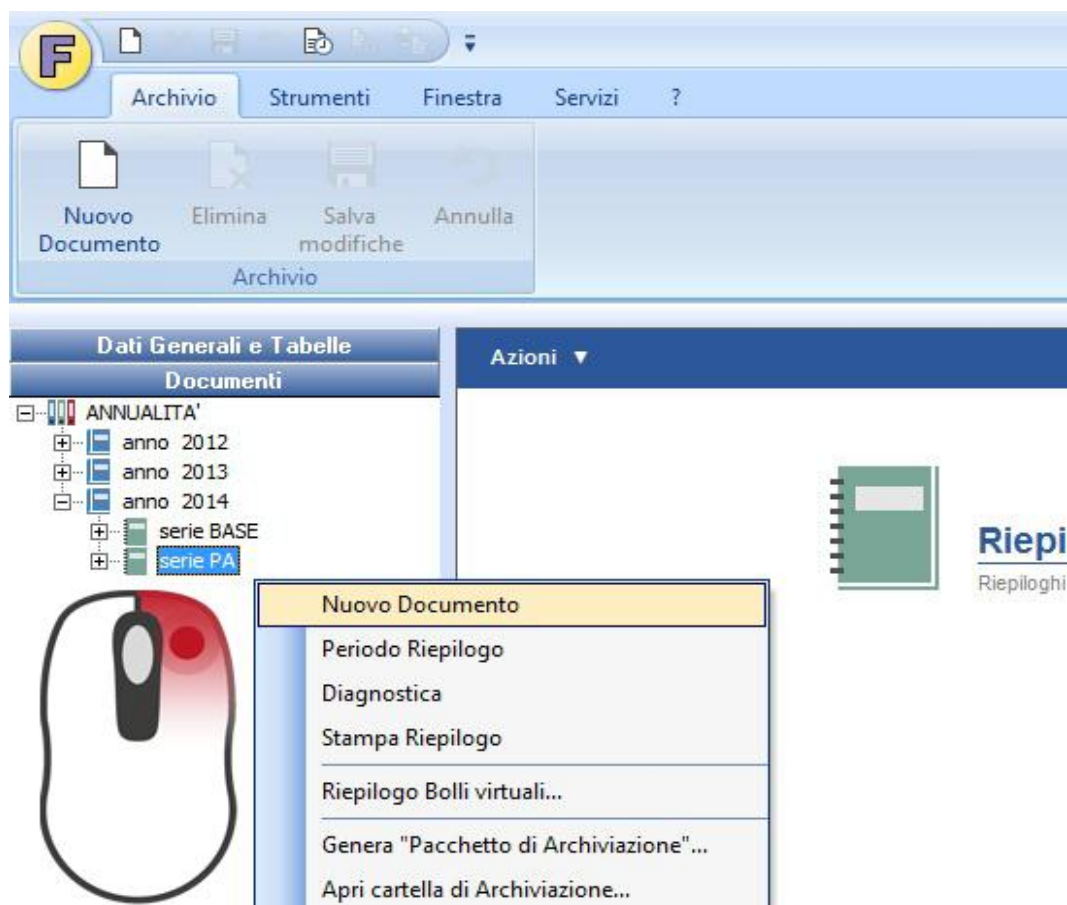 F
Archivio Strumenti Finestra Servizi ?
Nuovo Documento Elimina Salva modifiche Annulla
Archivio
Dati Generali e Tabelle
Documenti
Azioni ▼
ANNUALITA'
anno 2012
anno 2013
anno 2014
serie BASE
serie PA
Riepi
Riepiloghi
Nuovo Documento
Periodo Riepilogo
Diagnostica
Stampa Riepilogo
Riepilogo Bolli virtuali...
Genera "Pacchetto di Archiviazione"...
Apri cartella di Archiviazione...